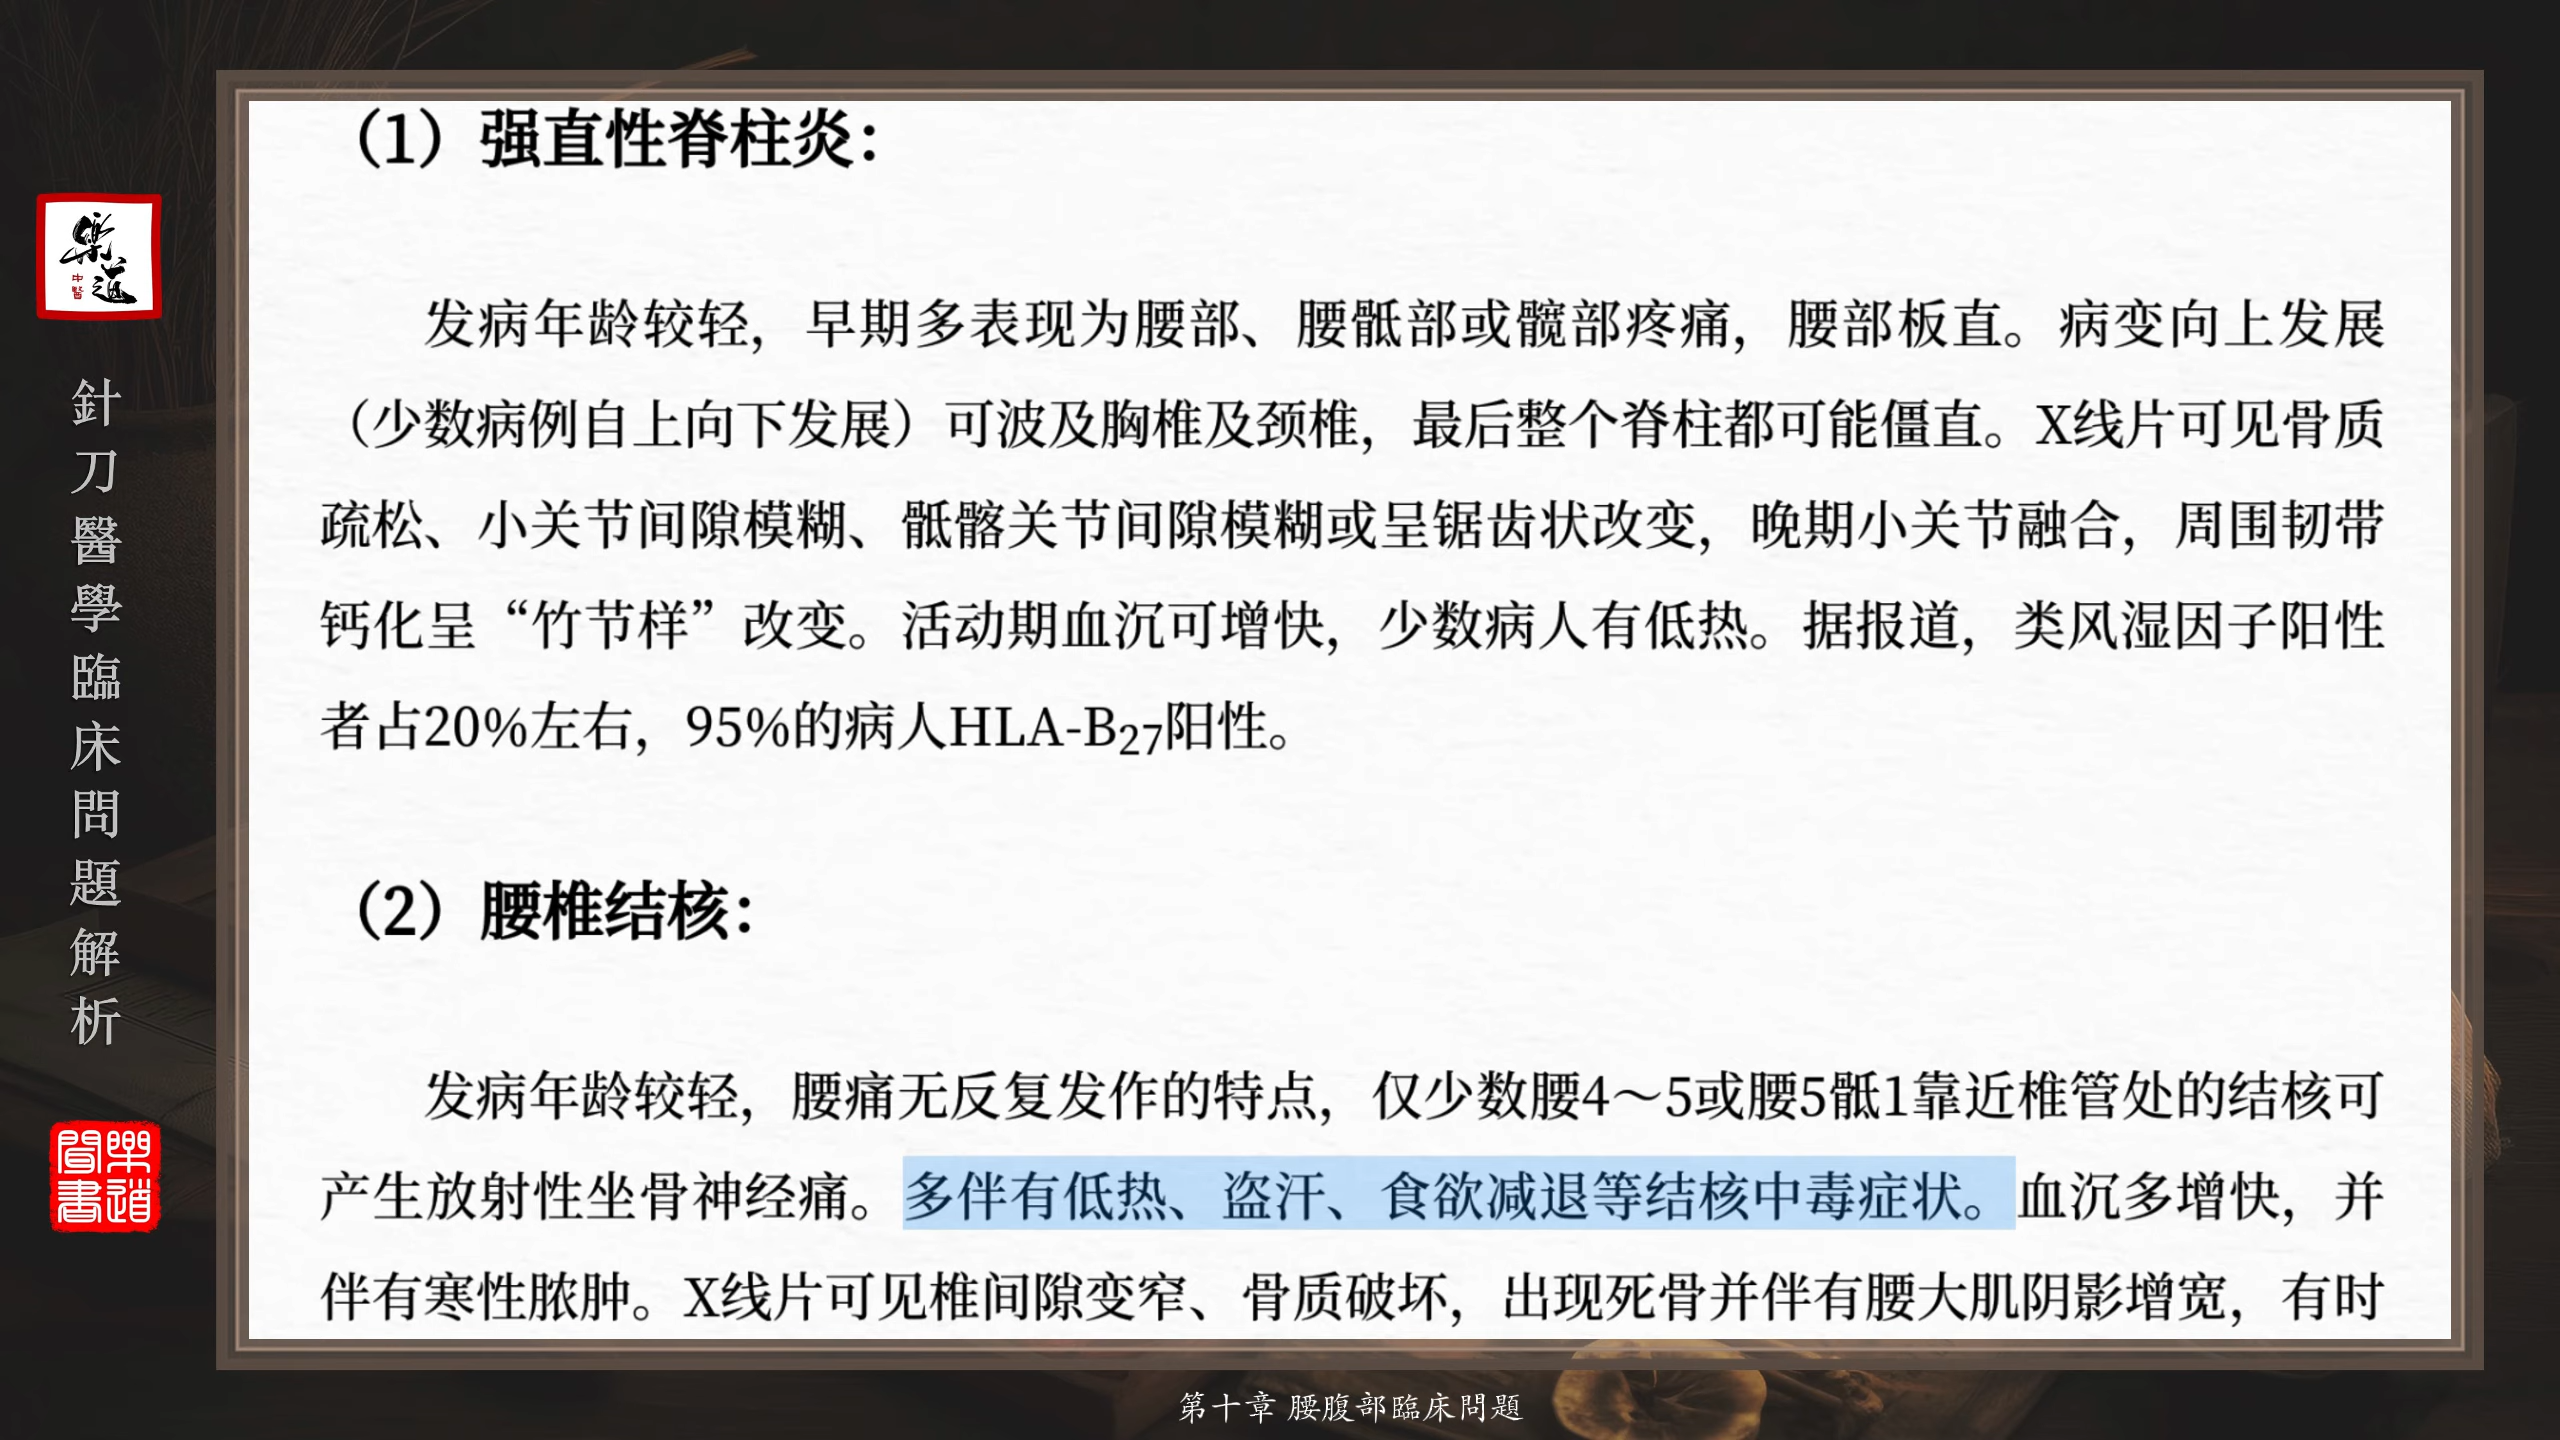 （1）强直性脊柱炎：
发病年龄较轻，早期多表现为腰部、腰骶部或髋部疼痛，腰部板直。病变向上发展
（少数病例自上向下发展）可波及胸椎及颈椎，最后整个脊柱都可能僵直。X线片可见骨质
疏松、小关节间隙模糊、骶髂关节间隙模糊或呈锯齿状改变，晚期小关节融合，周围韧带
钙化呈“竹节样”改变。活动期血沉可增快，少数病人有低热。据报道，类风湿因子阳性
者占20%左右，95%的病人HLA-B27阳性。
（2）腰椎结核：
发病年龄较轻，腰痛无反复发作的特点，仅少数腰4～5或腰5骶1靠近椎管处的结核可
产生放射性坐骨神经痛。多伴有低热、盗汗、食欲减退等结核中毒症状。血沉多增快，并
伴有寒性脓肿。X线片可见椎间隙变窄、骨质破坏，出现死骨并伴有腰大肌阴影增宽，有时
樂道
中醫
針刀醫學臨床問題解析
樂道
閱書
第十章 腰腹部臨床問題